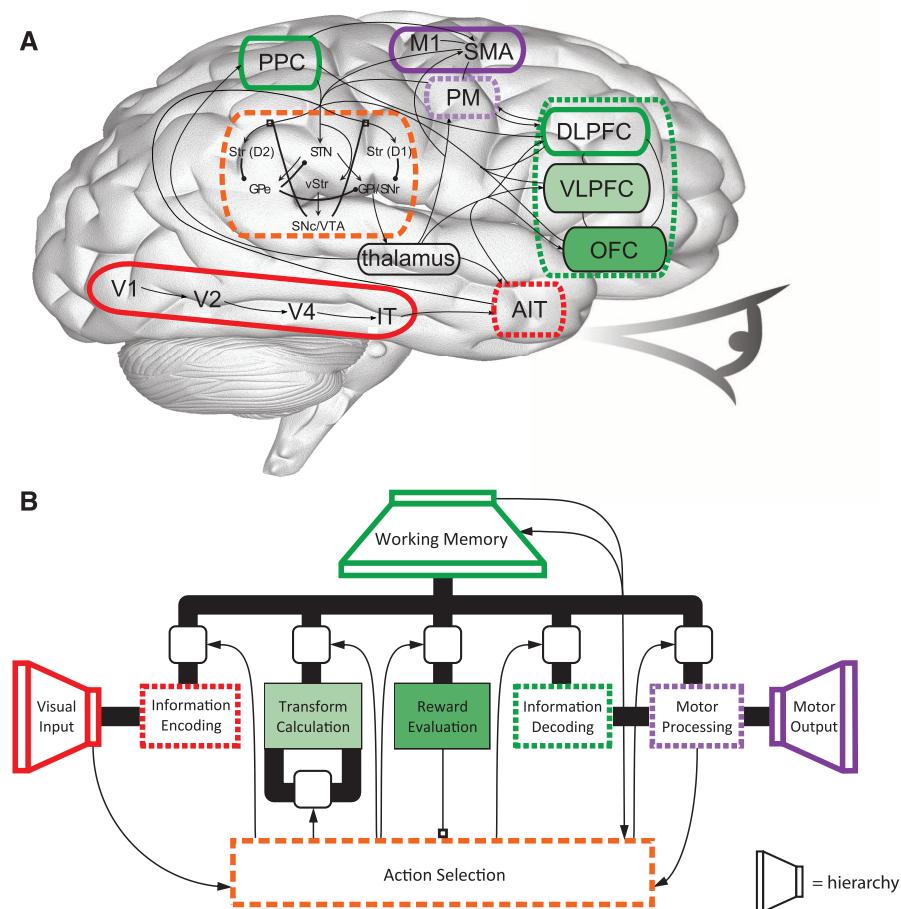 A
PPC
M1
SMA
PM
DLPFC
VLPFC
OFC
Str (D2)
STN
Str (D1)
GPe
vStr
GPi/SNr
SNc/VTA
thalamus
V1
V2
V4
IT
AIT
B
Working Memory
Visual
Input
Information
Encoding
Transform
Calculation
Reward
Evaluation
Information
Decoding
Motor
Processing
Motor
Output
Action Selection
= hierarchy